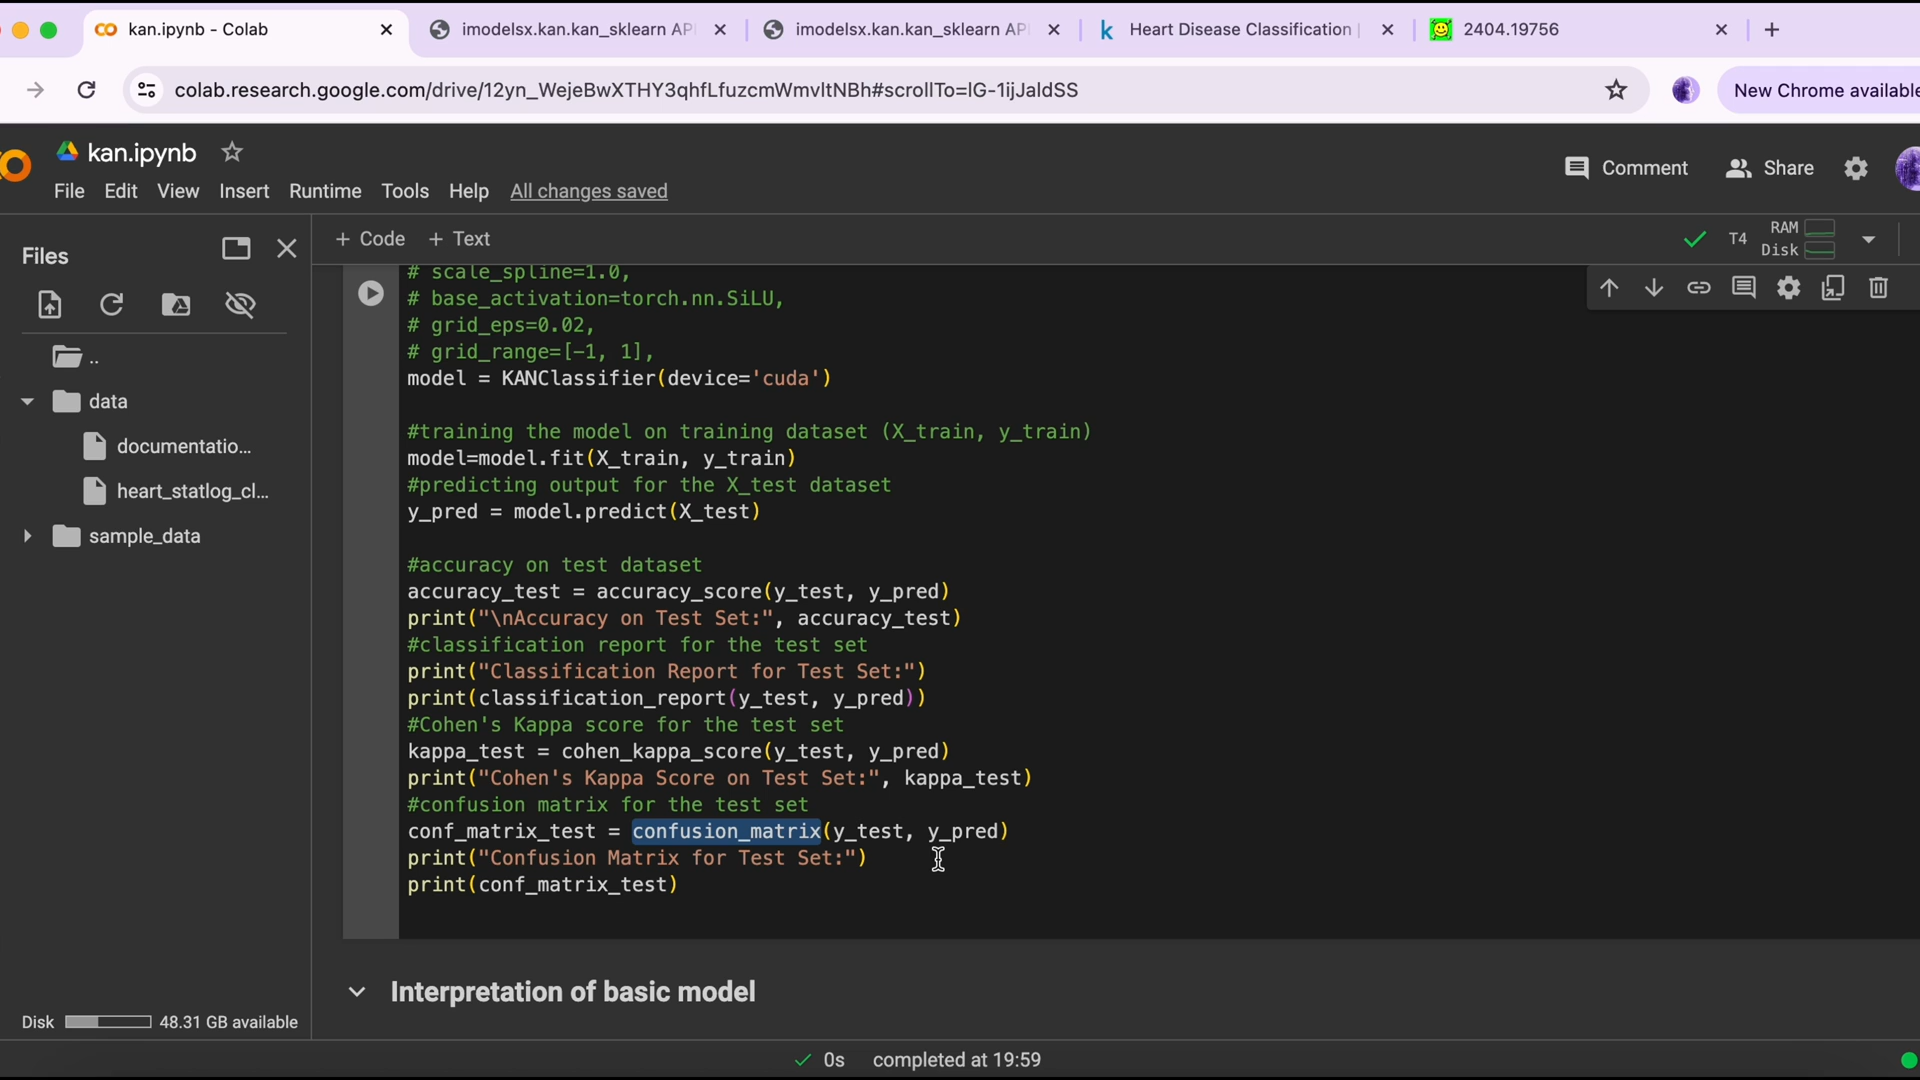 kan.ipynb - Colab
imodelsx.kan.kan_sklearn AP
imodelsx.kan.kan_sklearn AP
Heart Disease Classification
2404.19756
colab.research.google.com/drive/12yn_WejeBwXTHY3qhfLfuzcmWmvltNBh#scrollTo=lG-1ijJaldSS
New Chrome available
kan.ipynb
Comment
Share
File Edit View Insert Runtime Tools Help All changes saved
Files
+ Code + Text
T4
RAM
Disk
..
data
documentatio...
heart_statlog_cl...
sample_data
# scale_spline=1.0,
# base_activation=torch.nn.SiLU,
# grid_eps=0.02,
# grid_range=[-1, 1],
model = KANClassifier(device='cuda')
#training the model on training dataset (X_train, y_train)
model=model.fit(X_train, y_train)
#predicting output for the X_test dataset
y_pred = model.predict(X_test)
#accuracy on test dataset
accuracy_test = accuracy_score(y_test, y_pred)
print("\nAccuracy on Test Set:", accuracy_test)
#classification report for the test set
print("Classification Report for Test Set:")
print(classification_report(y_test, y_pred))
#Cohen's Kappa score for the test set
kappa_test = cohen_kappa_score(y_test, y_pred)
print("Cohen's Kappa Score on Test Set:", kappa_test)
#confusion matrix for the test set
conf_matrix_test = confusion_matrix(y_test, y_pred)
print("Confusion Matrix for Test Set:")
print(conf_matrix_test)
Interpretation of basic model
Disk 48.31 GB available
0s completed at 19:59